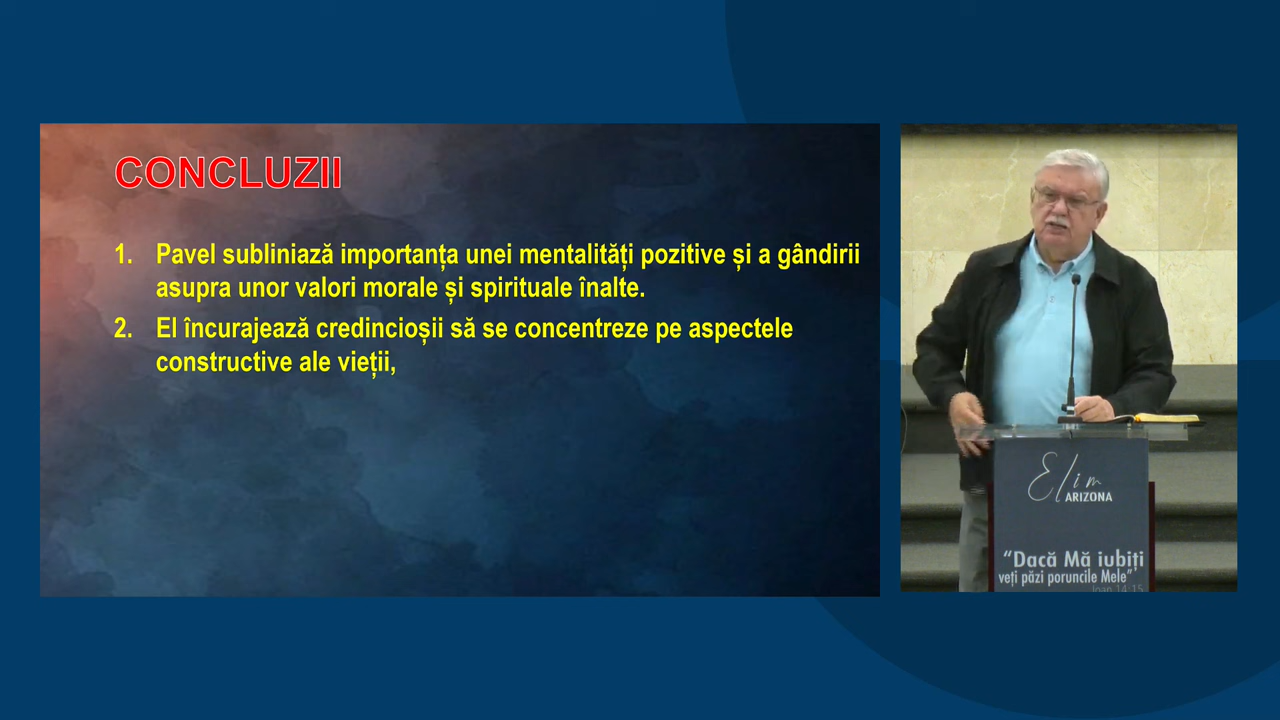 CONCLUZII
1. Pavel subliniază importanța unei mentalități pozitive și a gândirii
asupra unor valori morale și spirituale înalte.
2. El încurajează credincioșii să se concentreze pe aspectele
constructive ale vieții,
Elim
ARIZONA
“Dacă Mă iubiți
veți păzi poruncile Mele”
Ioan 14:15